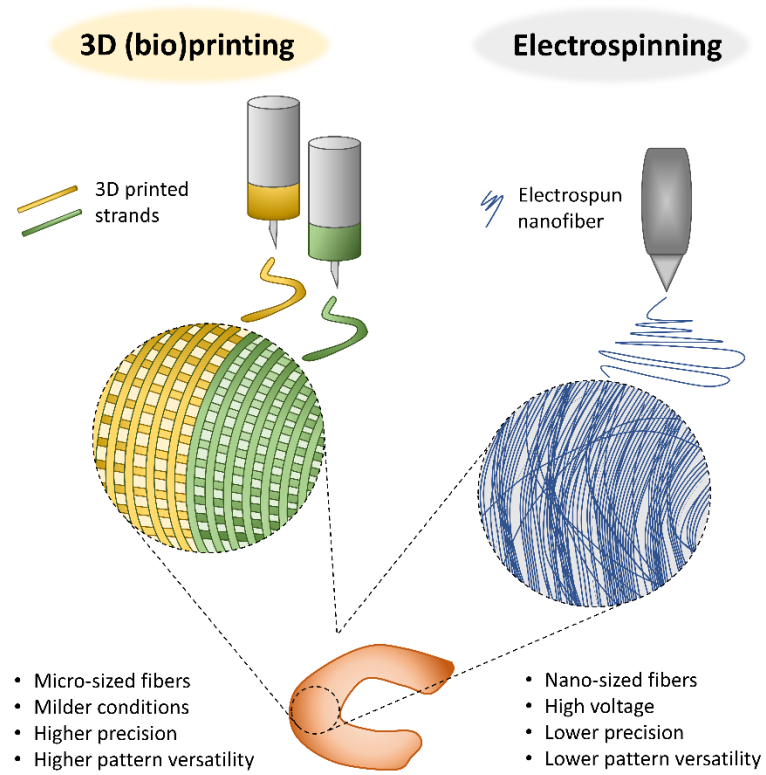 3D (bio)printing
Electrospinning
3D printed
strands
Electrospun
nanofiber
• Micro-sized fibers
• Milder conditions
• Higher precision
• Higher pattern versatility
• Nano-sized fibers
• High voltage
• Lower precision
• Lower pattern versatility